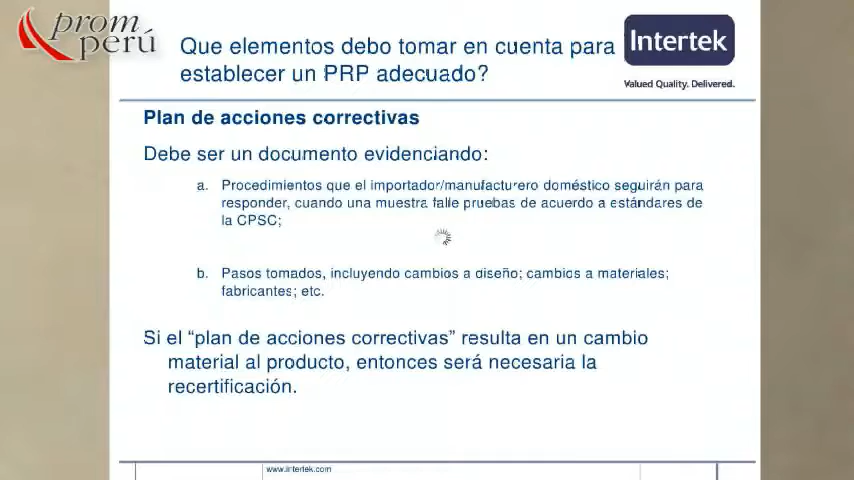 prom
perú
Que elementos debo tomar en cuenta para
establecer un PRP adecuado?
Intertek
Valued Quality. Delivered.
Plan de acciones correctivas
Debe ser un documento evidenciando:
a. Procedimientos que el importador/manufacturero doméstico seguirán para
responder, cuando una muestra falle pruebas de acuerdo a estándares de
la CPSC;
b. Pasos tomados, incluyendo cambios a diseño; cambios a materiales;
fabricantes; etc.
Si el “plan de acciones correctivas” resulta en un cambio
material al producto, entonces será necesaria la
recertificación.
www.intertek.com